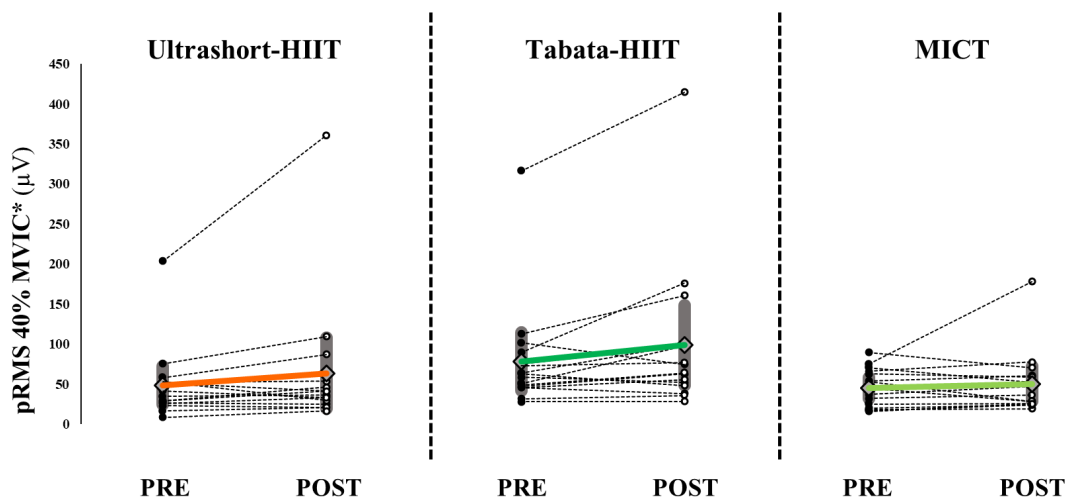 Ultrashort-HIIT
Tabata-HIIT
MICT
pRMS 40% MVIC* (µV)
450
400
350
300
250
200
150
100
50
0
PRE
POST
PRE
POST
PRE
POST